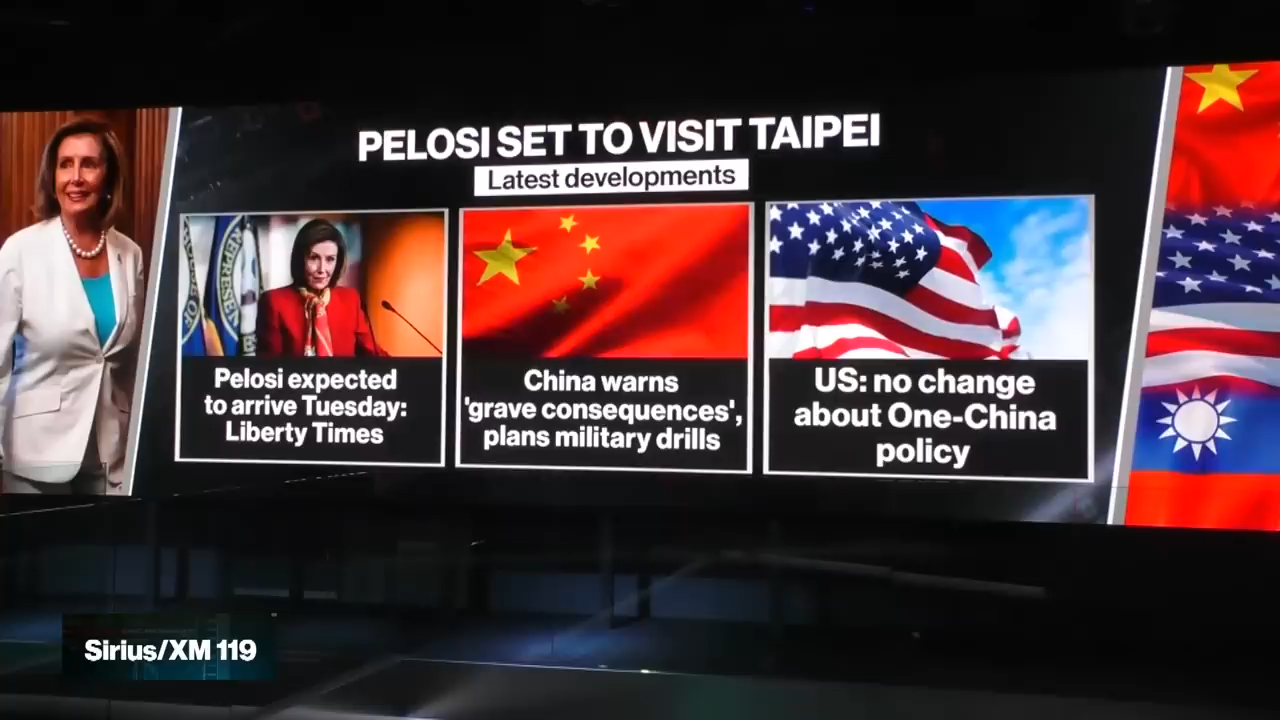 PELOSI SET TO VISIT TAIPEI
Latest developments
Pelosi expected
to arrive Tuesday:
Liberty Times
China warns
'grave consequences',
plans military drills
US: no change
about One-China
policy
Sirius/XM 119